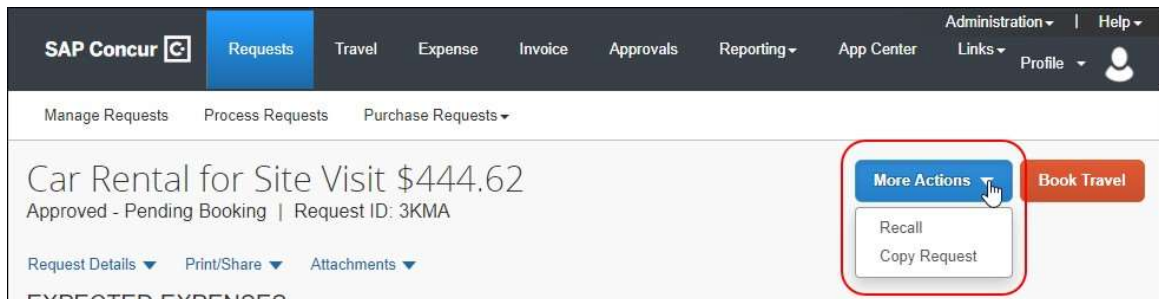 Administration | Help
SAP Concur C Requests Travel Expense Invoice Approvals Reporting App Center Links Profile
Manage Requests Process Requests Purchase Requests
Car Rental for Site Visit $444.62
More Actions Book Travel
Approved - Pending Booking | Request ID: 3KMA
Recall
Copy Request
Request Details Print/Share Attachments
EXPECTED EXPENSES